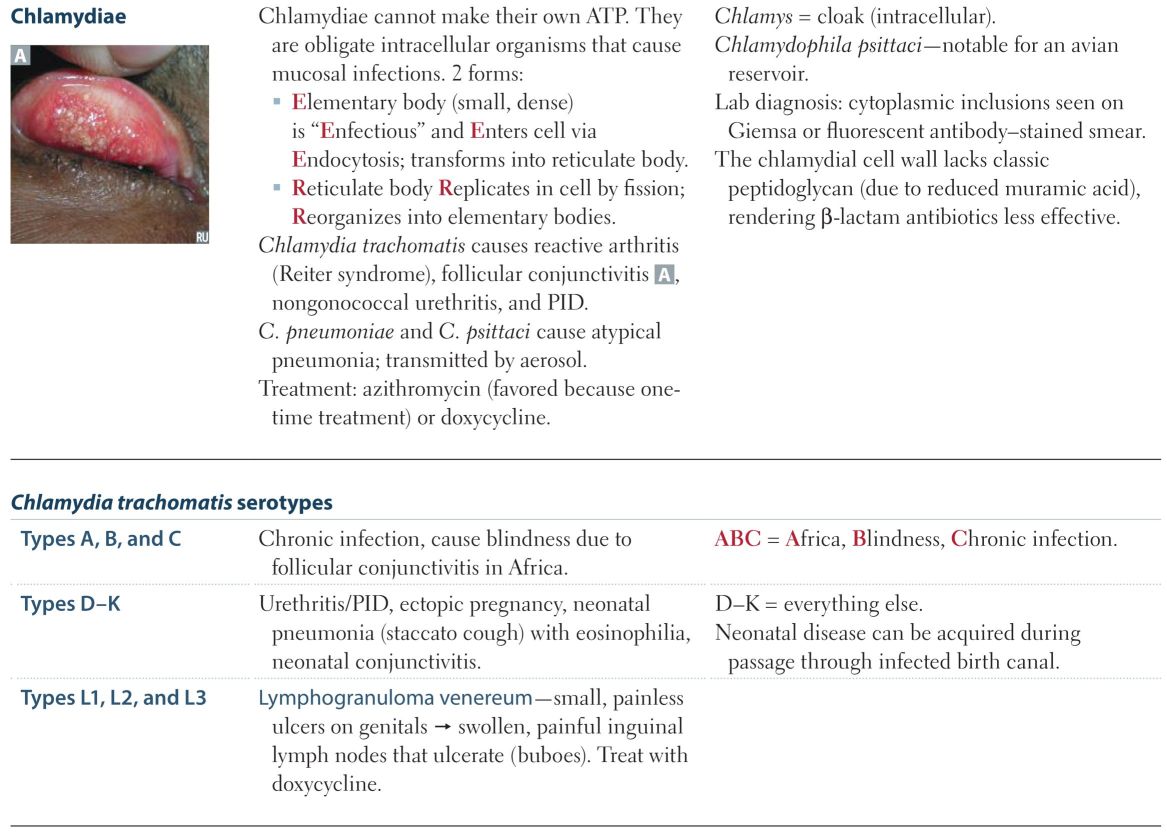 Chlamydiae
A
RU
Chlamydiae cannot make their own ATP. They
are obligate intracellular organisms that cause
mucosal infections. 2 forms:
▪ Elementary body (small, dense)
is “Enfectious” and Enters cell via
Endocytosis; transforms into reticulate body.
▪ Reticulate body Replicates in cell by fission;
Reorganizes into elementary bodies.
Chlamydia trachomatis causes reactive arthritis
(Reiter syndrome), follicular conjunctivitis A,
nongonococcal urethritis, and PID.
C. pneumoniae and C. psittaci cause atypical
pneumonia; transmitted by aerosol.
Treatment: azithromycin (favored because one-
time treatment) or doxycycline.
Chlamys = cloak (intracellular).
Chlamydophila psittaci—notable for an avian
reservoir.
Lab diagnosis: cytoplasmic inclusions seen on
Giemsa or fluorescent antibody–stained smear.
The chlamydial cell wall lacks classic
peptidoglycan (due to reduced muramic acid),
rendering β-lactam antibiotics less effective.
Chlamydia trachomatis serotypes
Types A, B, and C
Chronic infection, cause blindness due to
follicular conjunctivitis in Africa.
ABC = Africa, Blindness, Chronic infection.
Types D–K
Urethritis/PID, ectopic pregnancy, neonatal
pneumonia (staccato cough) with eosinophilia,
neonatal conjunctivitis.
D–K = everything else.
Neonatal disease can be acquired during
passage through infected birth canal.
Types L1, L2, and L3
Lymphogranuloma venereum—small, painless
ulcers on genitals → swollen, painful inguinal
lymph nodes that ulcerate (buboes). Treat with
doxycycline.